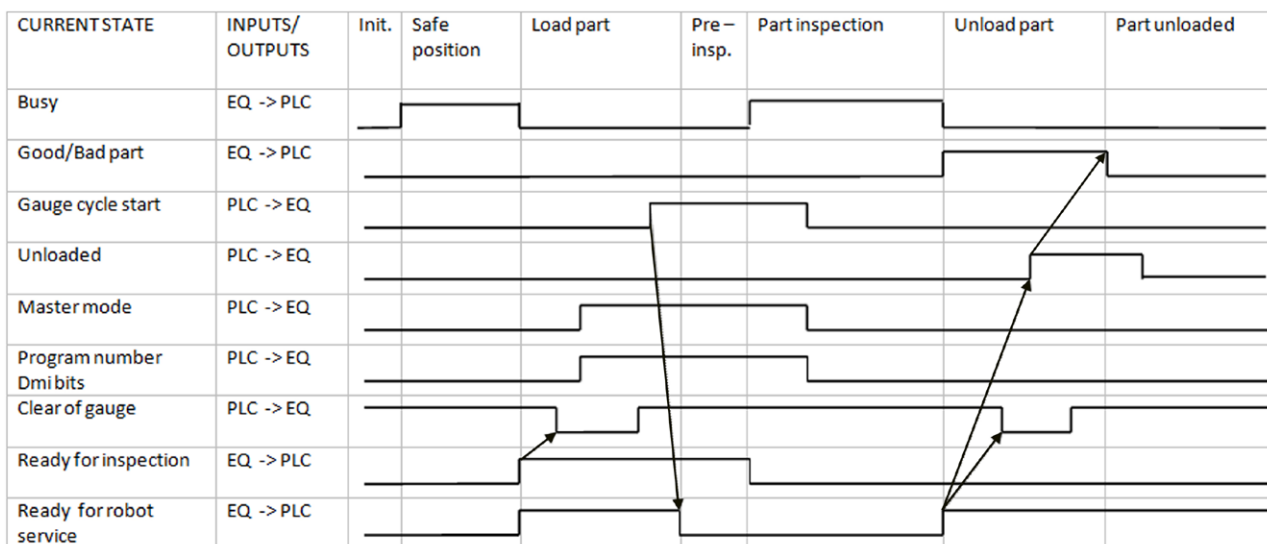 CURRENT STATE INPUTS/ Init. Safe Load part Pre – Part inspection Unload part Part unloaded
OUTPUTS position insp.
Busy EQ -> PLC
Good/Bad part EQ -> PLC
Gauge cycle start PLC -> EQ
Unloaded PLC -> EQ
Master mode PLC -> EQ
Program number PLC -> EQ
Dmi bits
Clear of gauge PLC -> EQ
Ready for inspection EQ -> PLC
Ready for robot EQ -> PLC
service